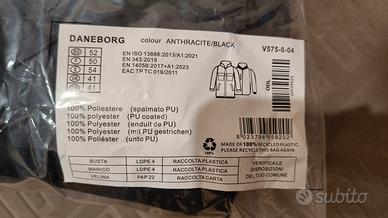 DANEBORG colour ANTHRACITE/BLACK V575-0-04
EU 52
F 50
E 54
GB 41
41
EN ISO 13688:2013/A1:2021
EN 343:2019
EN 14058:2017+A1:2023
EAC TP TC 019/2011
100% Poliestere (spalmato PU)
100% polyester (PU coated)
100% polyester (enduit de PU)
100% polyester (mit PU gestrichen)
100% Poliéster (unto PU)
8023796559202
MADE OF 100% RECYCLED PLASTIC
PLEASE RECYCLE THIS BAG AGAIN
BUSTA LDPE 4 RACCOLTA PLASTICA
MANICO LDPE 4 RACCOLTA PLASTICA
VELINA PAP 22 RACCOLTA CARTA
VERIFICA LE
DISPOSIZIONI
DEL TUO COMUNE
subito